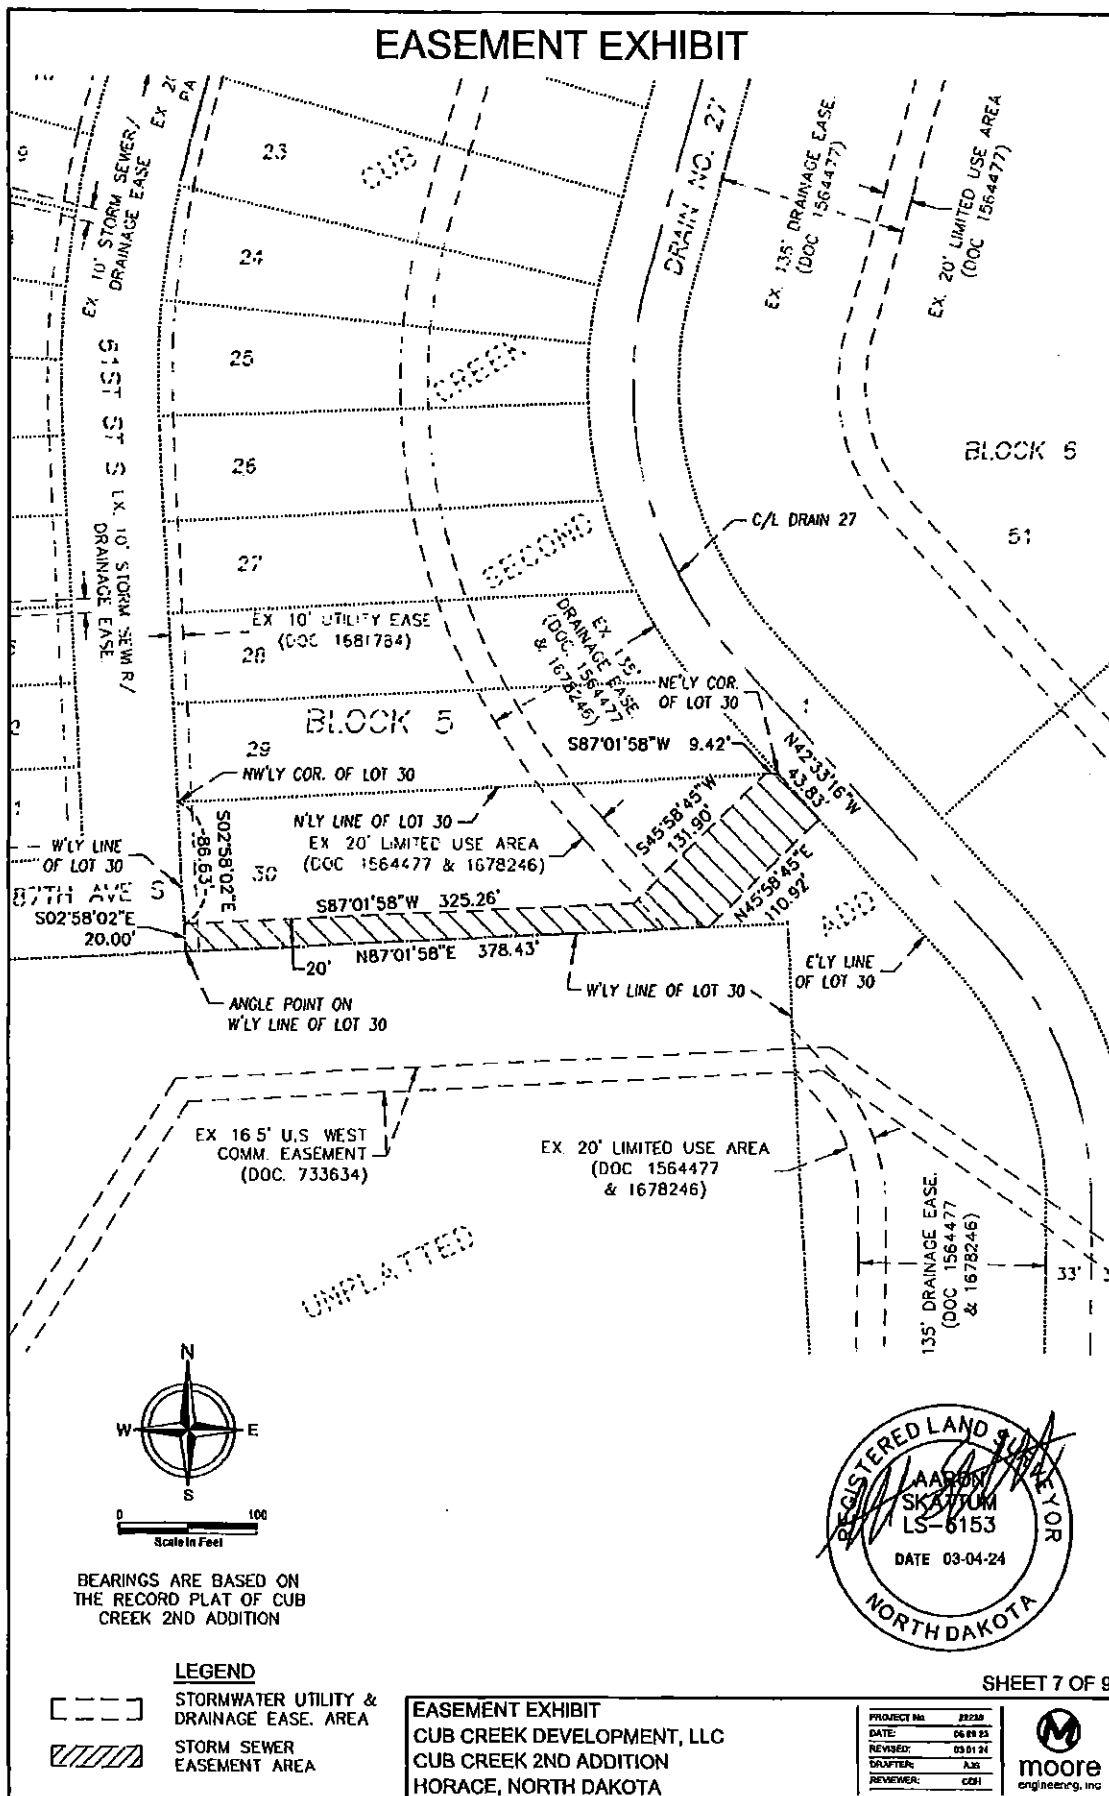 EASEMENT EXHIBIT
EX 10' STORM SEWER/
DRAINAGE EASE
23
CUB
24
DRAIN NO. 27
EX. 135' DRAINAGE EASE.
(DOC 1564477)
EX. 20' LIMITED USE AREA
(DOC 1564477)
51ST ST S
25
CREEK
26
BLOCK 6
51
C/L DRAIN 27
SECOND
27
10' STORM
DRAINAGE EASE
EX 10' UTILITY EASE
(DOC 1681784)
28
EX 135'
DRAINAGE EASE.
(DOC. 1564477
& 1678246)
NE'LY COR.
OF LOT 30
1
BLOCK 5
29
S87°01'58"W 9.42'
N42°33'16"W
43.83'
NW'LY COR. OF LOT 30
N'LY LINE OF LOT 30
EX 20' LIMITED USE AREA
(DOC 1564477 & 1678246)
S45°58'45"W
131.90'
W'LY LINE
OF LOT 30
S02°58'02"E
86.63'
30
87TH AVE S
S87°01'58"W 325.26'
N45°58'45"E
110.92'
ADD
S02°58'02"E
20.00'
20'
N87°01'58"E 378.43'
W'LY LINE OF LOT 30
E'LY LINE
OF LOT 30
ANGLE POINT ON
W'LY LINE OF LOT 30
EX 16 5' U.S WEST
COMM. EASEMENT
(DOC. 733634)
EX 20' LIMITED USE AREA
(DOC 1564477
& 1678246)
135' DRAINAGE EASE.
(DOC 1564477
& 1678246)
33'
UNPLATTED
N
W E
S
0 100
Scale in Feet
BEARINGS ARE BASED ON
THE RECORD PLAT OF CUB
CREEK 2ND ADDITION
REGISTERED LAND SURVEYOR
AARON
SKATTUM
LS-6153
DATE 03-04-24
NORTH DAKOTA
LEGEND
STORMWATER UTILITY &
DRAINAGE EASE. AREA
STORM SEWER
EASEMENT AREA
SHEET 7 OF 9
EASEMENT EXHIBIT
CUB CREEK DEVELOPMENT, LLC
CUB CREEK 2ND ADDITION
HORACE, NORTH DAKOTA
PROJECT No.
DATE:
REVISED: 03 01 24
DRAFTER:
REVIEWER:
moore
engineering, inc